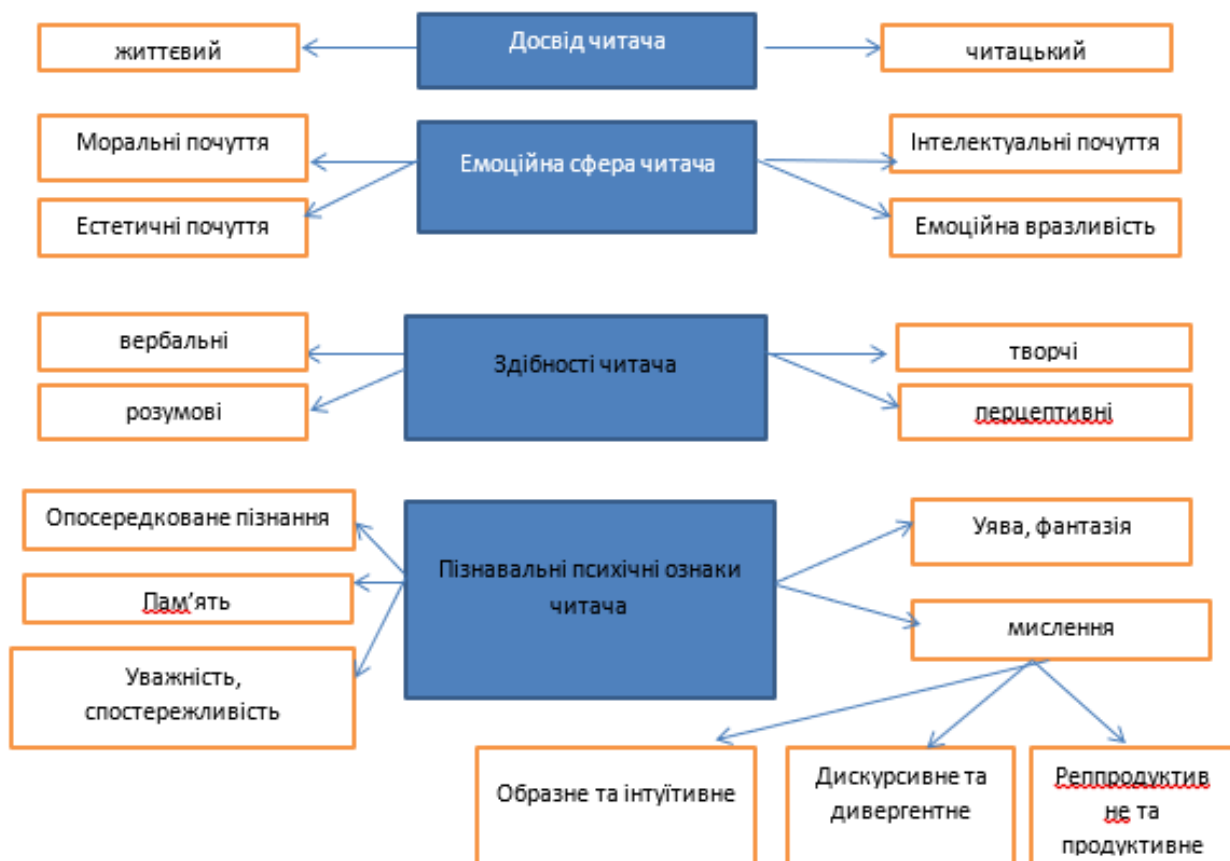 Досвід читача
життєвий
читацький
Моральні почуття
Емоційна сфера читача
Інтелектуальні почуття
Естетичні почуття
Емоційна вразливість
вербальні
Здібності читача
творчі
розумові
перцептивні
Опосередковане пізнання
Пізнавальні психічні ознаки
читача
Уява, фантазія
Пам’ять
мислення
Уважність,
спостережливість
Образне та інтуїтивне
Дискурсивне та
дивергентне
Реппродуктив
не та
продуктивне